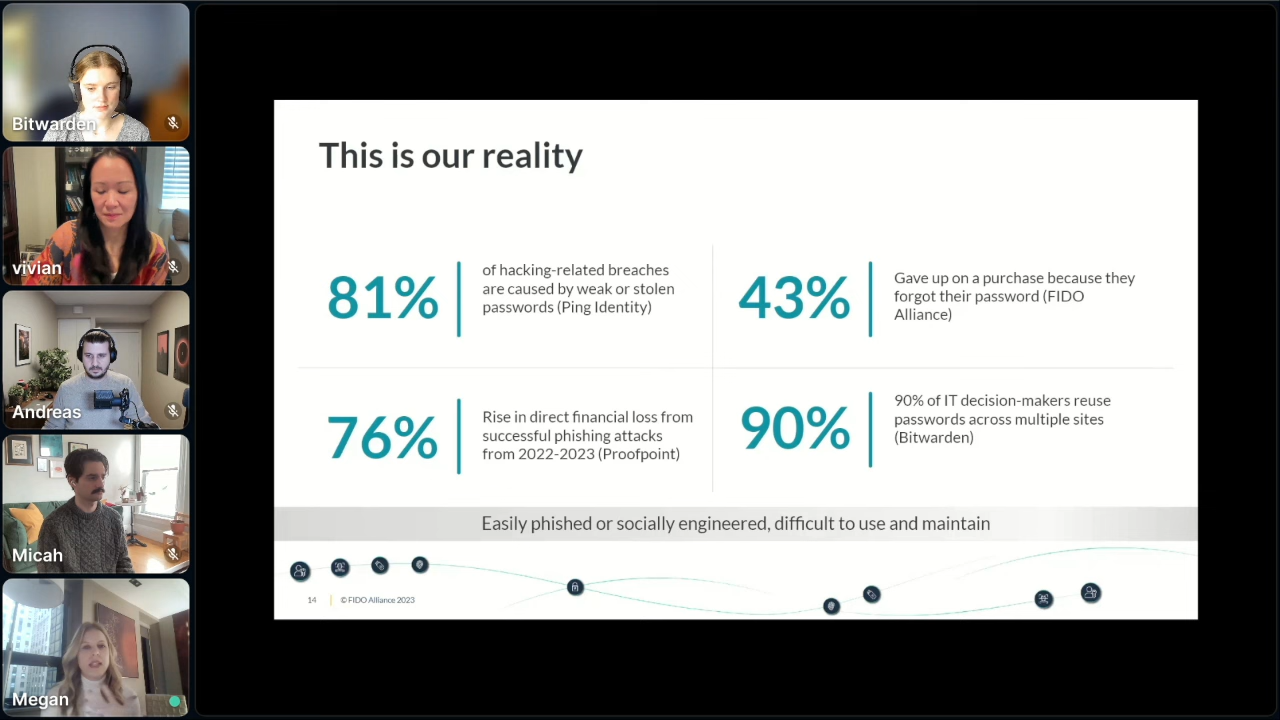 Bitwarden
vivian
Andreas
Micah
Megan
This is our reality
81%
of hacking-related breaches
are caused by weak or stolen
passwords (Ping Identity)
43%
Gave up on a purchase because they
forgot their password (FIDO
Alliance)
76%
Rise in direct financial loss from
successful phishing attacks
from 2022-2023 (Proofpoint)
90%
90% of IT decision-makers reuse
passwords across multiple sites
(Bitwarden)
Easily phished or socially engineered, difficult to use and maintain
14
© FIDO Alliance 2023